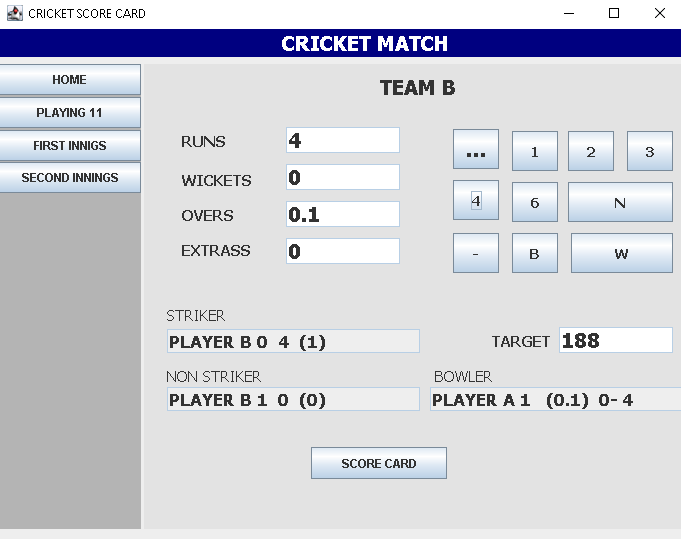 CRICKET SCORE CARD
CRICKET MATCH
HOME
PLAYING 11
FIRST INNIGS
SECOND INNINGS
TEAM B
RUNS 4
WICKETS 0
OVERS 0.1
EXTRASS 0
... 1 2 3
4 6 N
- B W
STRIKER
PLAYER B 0 4 (1)
TARGET 188
NON STRIKER
PLAYER B 1 0 (0)
BOWLER
PLAYER A 1 (0.1) 0- 4
SCORE CARD